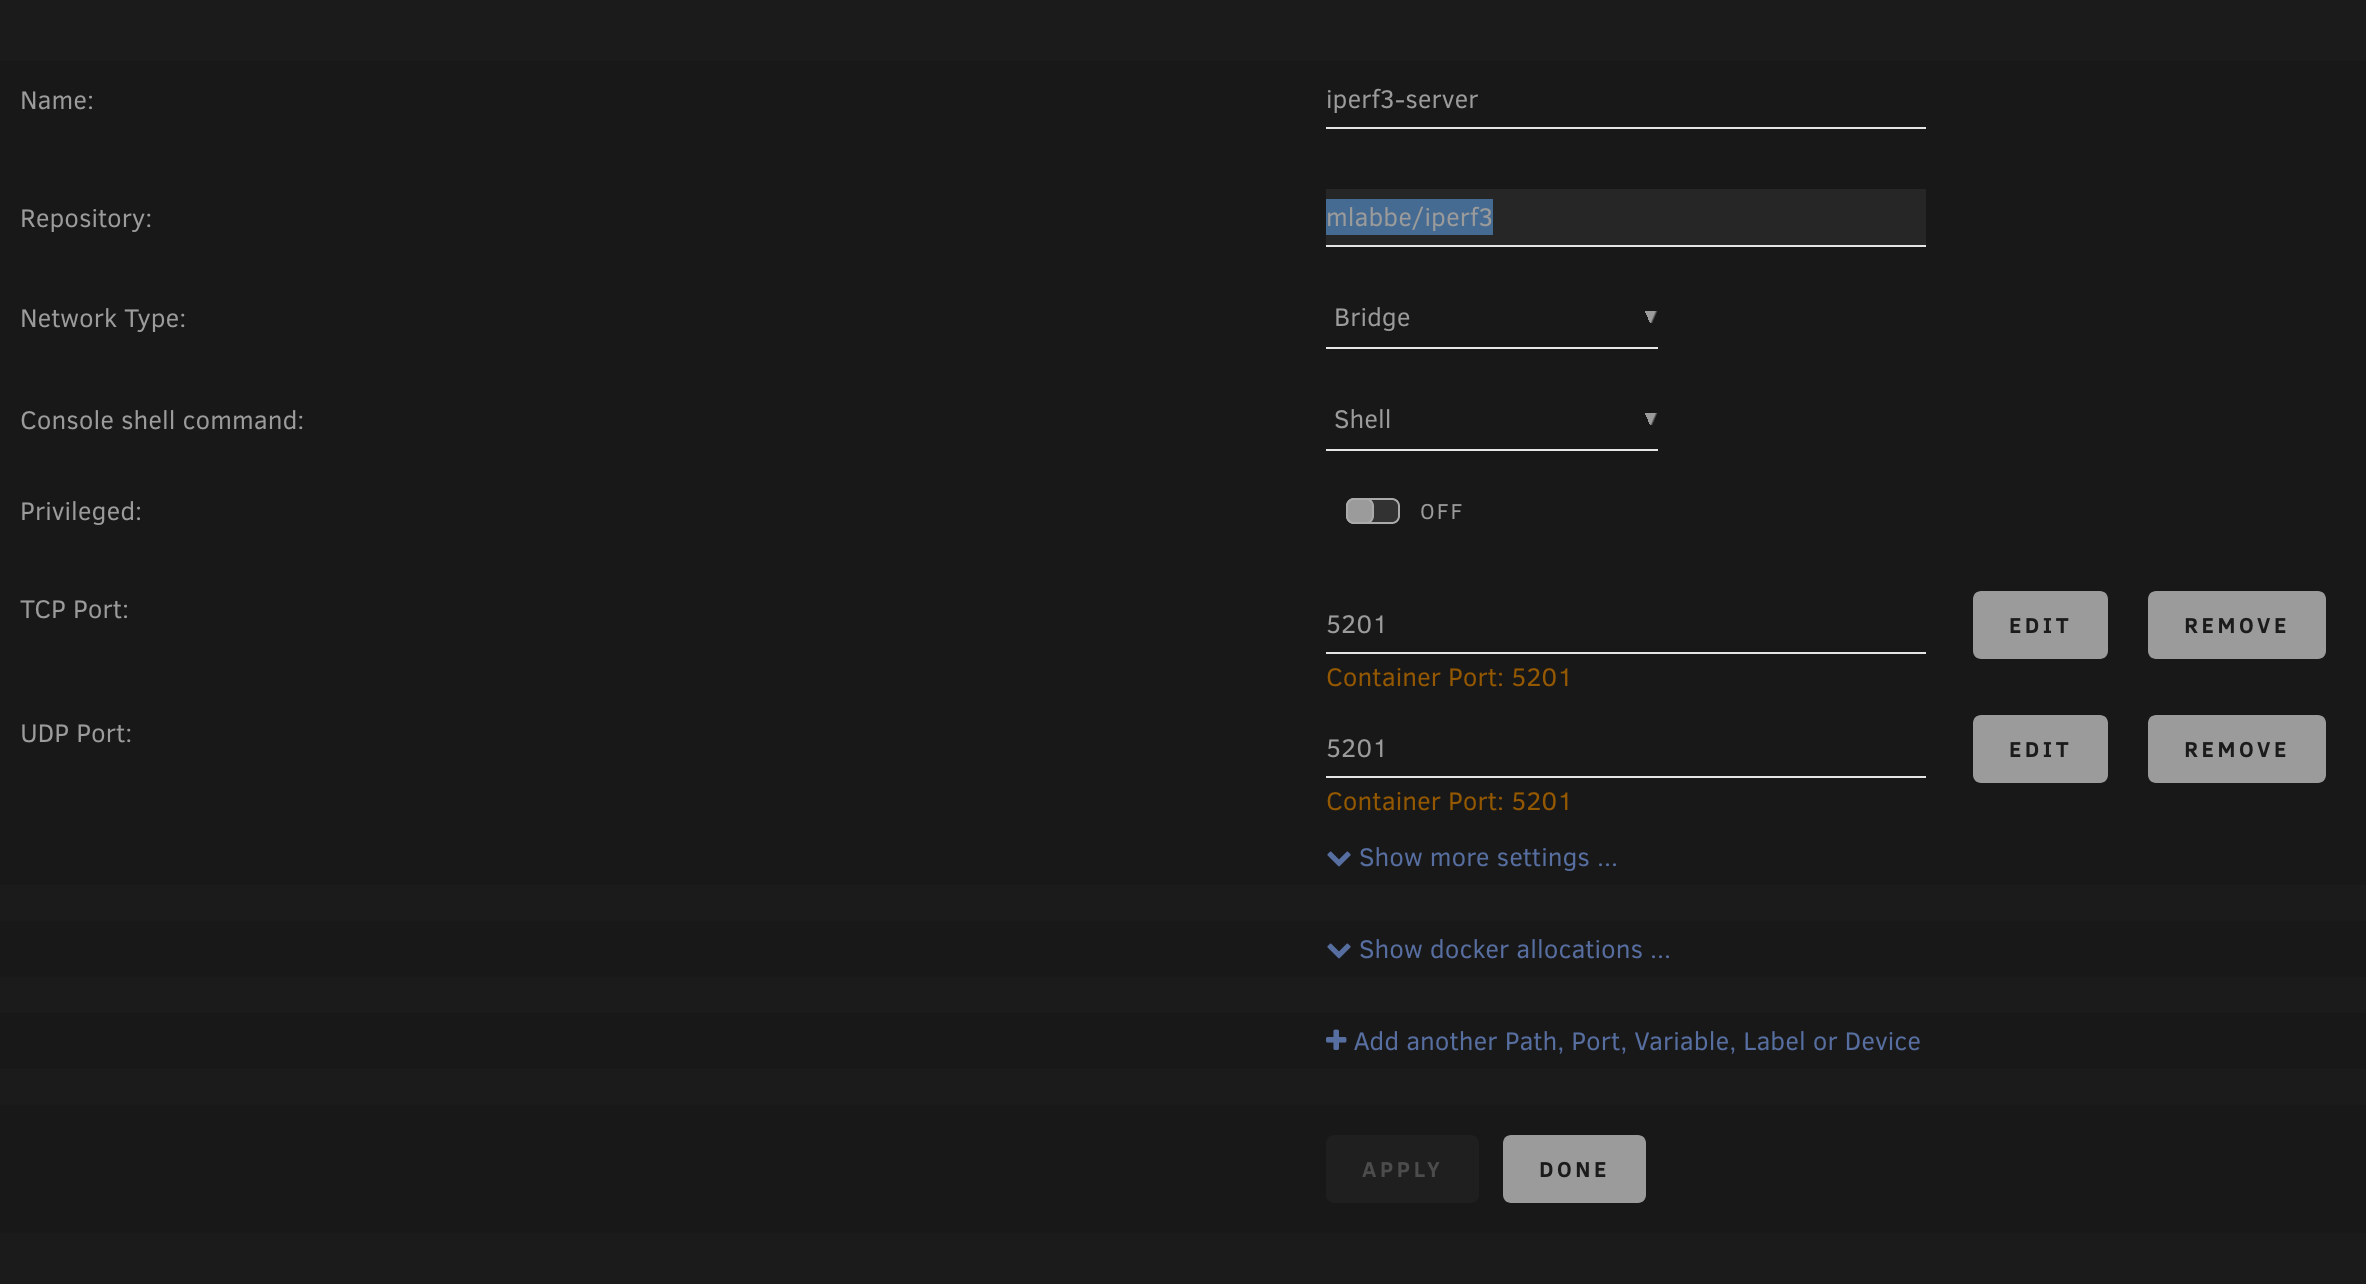 Name:
iperf3-server
Repository:
mlabbe/iperf3
Network Type:
Bridge
Console shell command:
Shell
Privileged:
OFF
TCP Port:
5201
EDIT
REMOVE
Container Port: 5201
UDP Port:
5201
EDIT
REMOVE
Container Port: 5201
Show more settings ...
Show docker allocations ...
Add another Path, Port, Variable, Label or Device
APPLY
DONE